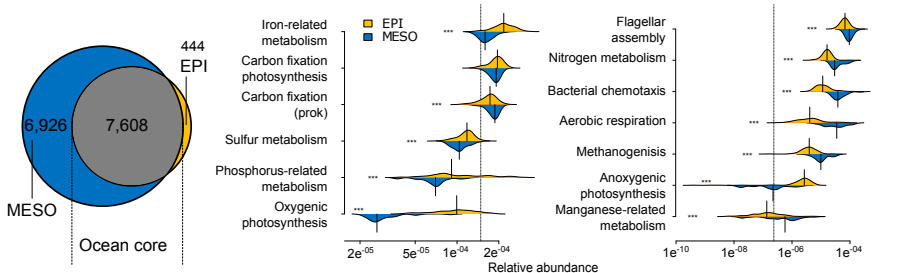 444
EPI
6,926
7,608
MESO
Ocean core
EPI
MESO
Iron-related
metabolism
***
Carbon fixation
photosynthesis
Carbon fixation
(prok)
***
Sulfur metabolism
***
Phosphorus-related
metabolism
***
Oxygenic
photosynthesis
***
2e-05
5e-05
1e-04
2e-04
Flagellar
assembly
***
Nitrogen metabolism
***
Bacterial chemotaxis
***
Aerobic respiration
***
Methanogenisis
***
Anoxygenic
photosynthesis
***
Manganese-related
metabolism
***
1e-10
1e-08
1e-06
1e-04
Relative abundance